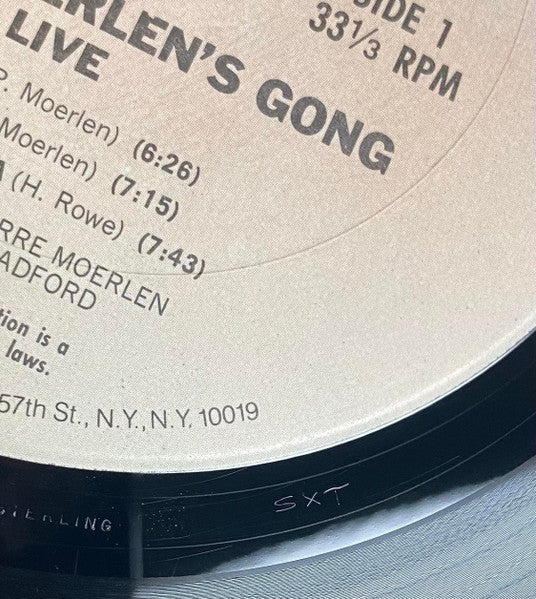 SIDE 1
33⅓ RPM
ERLEN'S GONG
LIVE
P. Moerlen) (6:26)
Moerlen) (7:15)
(H. Rowe) (7:43)
RRE MOERLEN
ADFORD
tion is a
laws.
57th St., N.Y., N.Y. 10019
STERLING
SXT